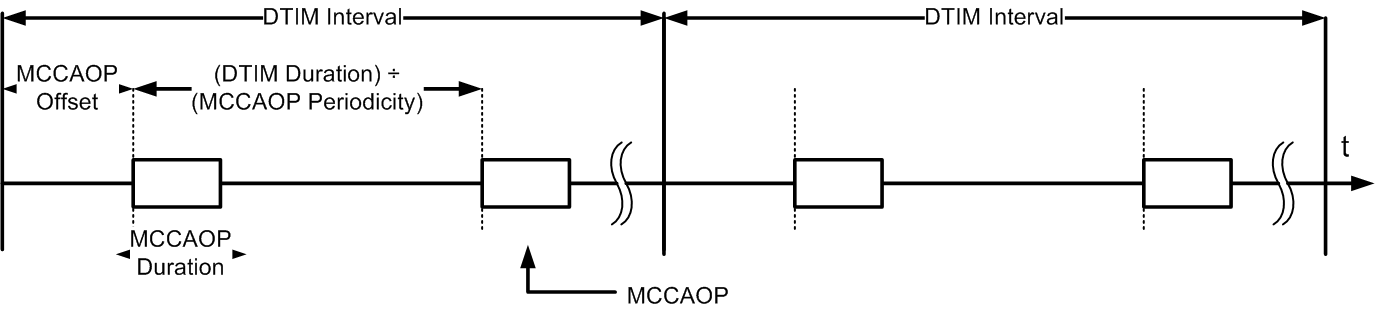 DTIM Interval
DTIM Interval
MCCAOP
Offset
(DTIM Duration) ÷
(MCCAOP Periodicity)
t
MCCAOP
Duration
MCCAOP